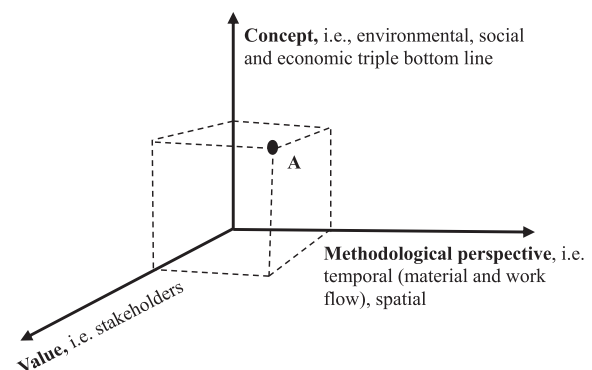 Concept, i.e., environmental, social
and economic triple bottom line
A
Methodological perspective, i.e.
temporal (material and work
flow), spatial
Value, i.e. stakeholders